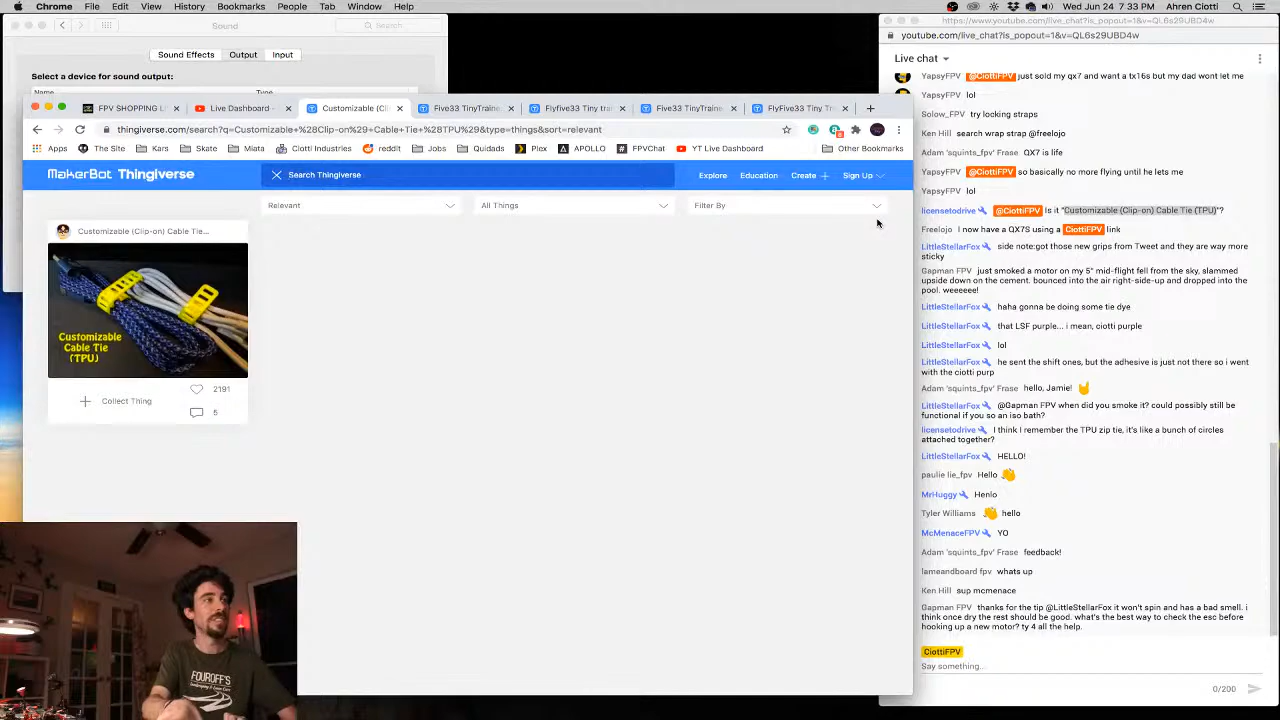 Chrome File Edit View History Bookmarks People Tab Window Help
Wed Jun 24 7:33 PM Ahren Ciotti
Sound
Search
Sound Effects Output Input
Select a device for sound output:
Name
FPV SHOPPING L
Live Dashboard -
Customizable (Cli
Five33 TinyTraine
Flyfive33 Tiny tra
Five33 TinyTraine
FlyFive33 Tiny Tr
thingiverse.com/search?q=Customizable+%28Clip-on%29+Cable+Tie+%28TPU%29&type=things&sort=relevant
Apps The Sill Kars Skate Miata Ciotti Industries reddit Jobs Quidads Plex APOLLO FPVChat YT Live Dashboard Other Bookmarks
MakerBot Thingiverse
Search Thingiverse
Explore Education Create Sign Up
Relevant All Things Filter By
Customizable (Clip-on) Cable Tie...
Customizable
Cable Tie
(TPU)
Collect Thing
2191
5
https://www.youtube.com/live_chat?is_popout=1&v=QL6s29UBD4w
youtube.com/live_chat?is_popout=1&v=QL6s29UBD4w
Live chat
YapsyFPV @CiottiFPV just sold my qx7 and want a tx16s but my dad wont let me
YapsyFPV lol
Solow_FPV try locking straps
Ken Hill search wrap strap @freelojo
Adam 'squints_fpv' Frase QX7 is life
YapsyFPV @CiottiFPV so basically no more flying until he lets me
YapsyFPV lol
licensetodrive @CiottiFPV Is it "Customizable (Clip-on) Cable Tie (TPU)"?
Freelojo I now have a QX7S using a CiottiFPV link
LittleStellarFox side note:got those new grips from Tweet and they are way more
sticky
Gapman FPV just smoked a motor on my 5" mid-flight fell from the sky, slammed
upside down on the cement. bounced into the air right-side-up and dropped into the
pool. weeeeee!
LittleStellarFox haha gonna be doing some tie dye
LittleStellarFox that LSF purple... i mean, ciotti purple
LittleStellarFox lol
LittleStellarFox he sent the shift ones, but the adhesive is just not there so i went
with the ciotti purp
Adam 'squints_fpv' Frase hello, Jamie!
LittleStellarFox @Gapman FPV when did you smoke it? could possibly still be
functional if you so an iso bath?
licensetodrive I think I remember the TPU zip tie, it's like a bunch of circles
attached together?
LittleStellarFox HELLO!
paulie lie_fpv Hello
MrHuggy Henlo
Tyler Williams hello
McMenaceFPV YO
Adam 'squints_fpv' Frase feedback!
lameandboard fpv whats up
Ken Hill sup mcmenace
Gapman FPV thanks for the tip @LittleStellarFox it won't spin and has a bad smell. i
think once dry the rest should be good. what's the best way to check the esc before
hooking up a new motor? ty 4 all the help.
CiottiFPV
Say something...
0/200